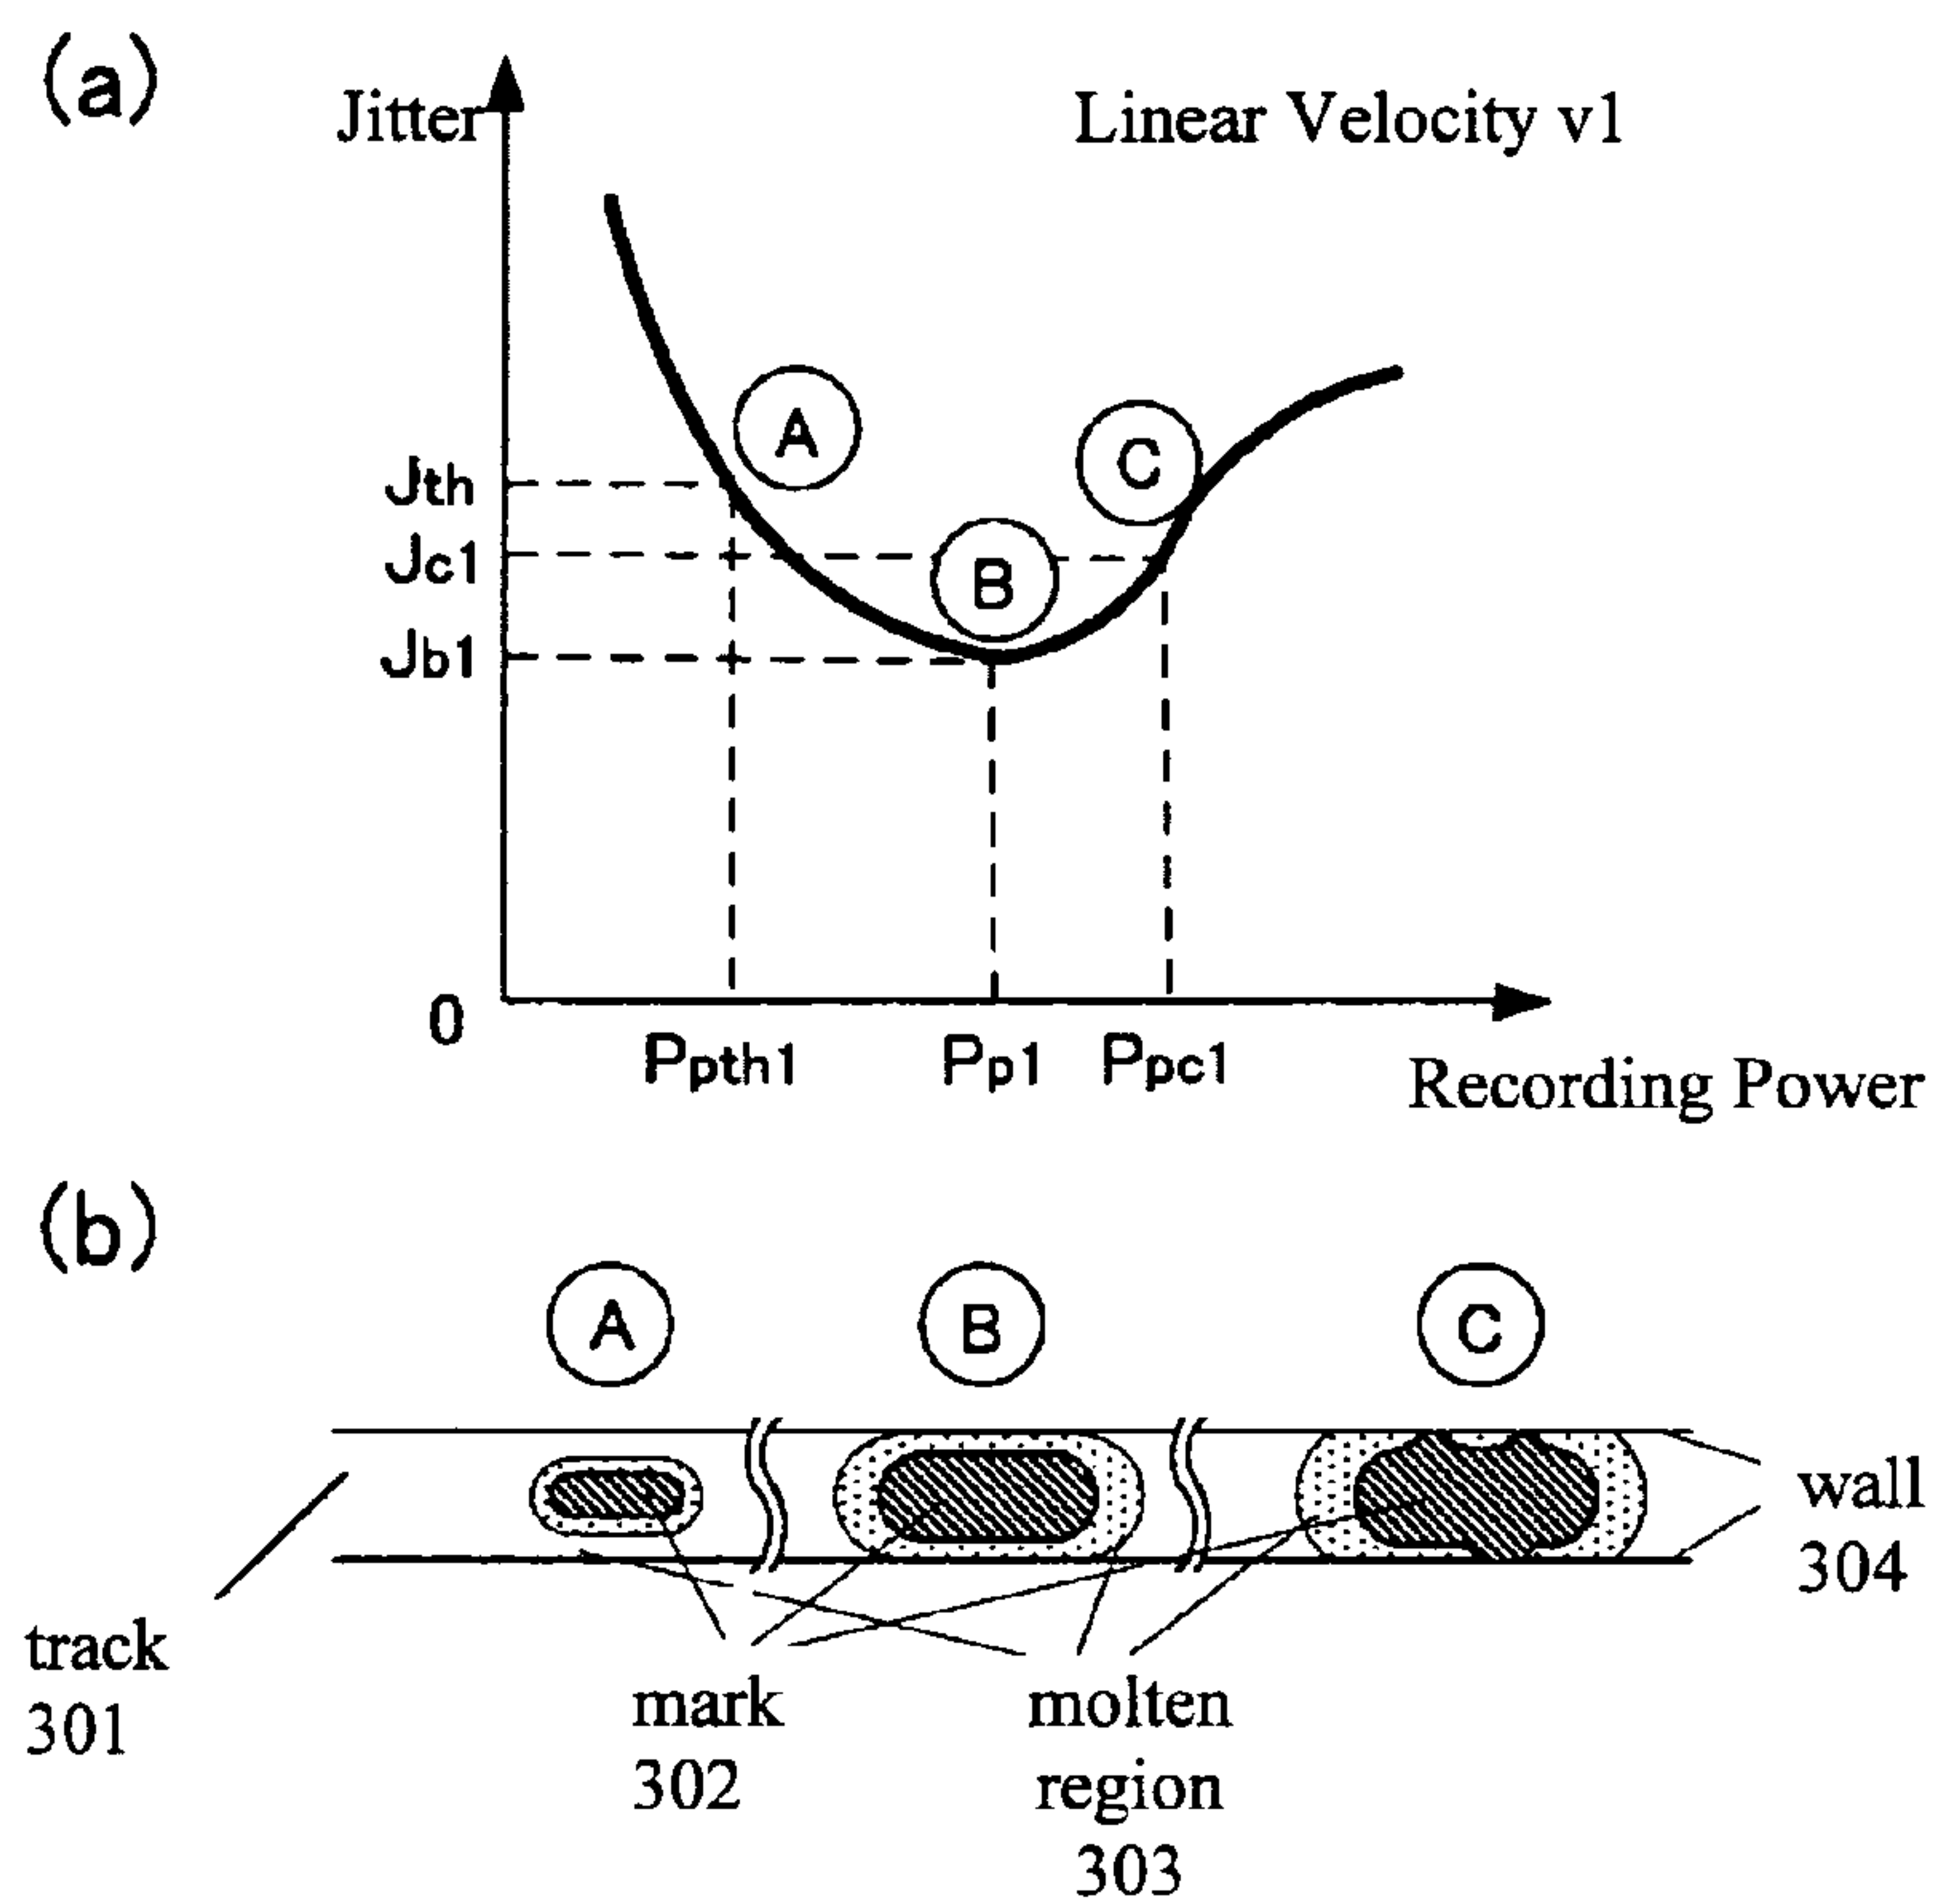 (a)
Jitter
Linear Velocity v1
A
C
B
Jth
Jc1
Jb1
0
Ppth1
Pp1
Ppc1
Recording Power
(b)
A
B
C
wall
304
track
301
mark
302
molten
region
303